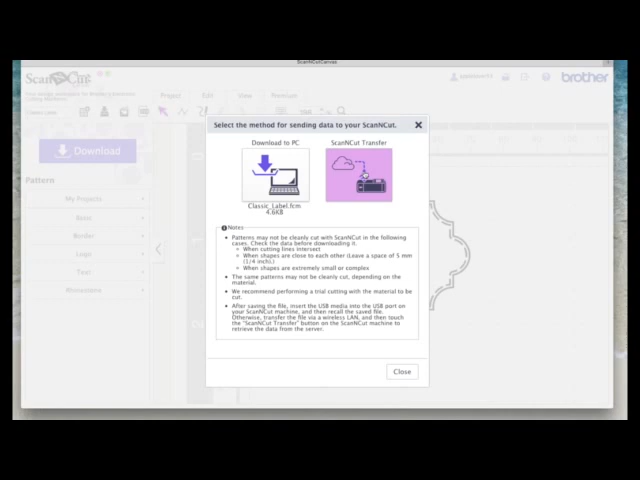 ScanNCutCanvas
Scan N Cut
brother
Project
Edit
View
Premium
Download
Pattern
My Projects
Basic
Border
Logo
Text
Rhinestone
Select the method for sending data to your ScanNCut.
Download to PC
ScanNCut Transfer
Classic_Label.fcm
4.6KB
Notes
Patterns may not be cleanly cut with ScanNCut in the following
cases. Check the data before downloading it.
When cutting lines intersect
When shapes are close to each other (Leave a space of 5 mm
(1/4 inch).)
When shapes are extremely small or complex
The same patterns may not be cleanly cut, depending on the
material.
We recommend performing a trial cutting with the material to be
cut.
After saving the file, insert the USB media into the USB port on
your ScanNCut machine, and then recall the saved file.
Otherwise, transfer the file via a wireless LAN, and then touch
the "ScanNCut Transfer" button on the ScanNCut machine to
retrieve the data from the server.
Close